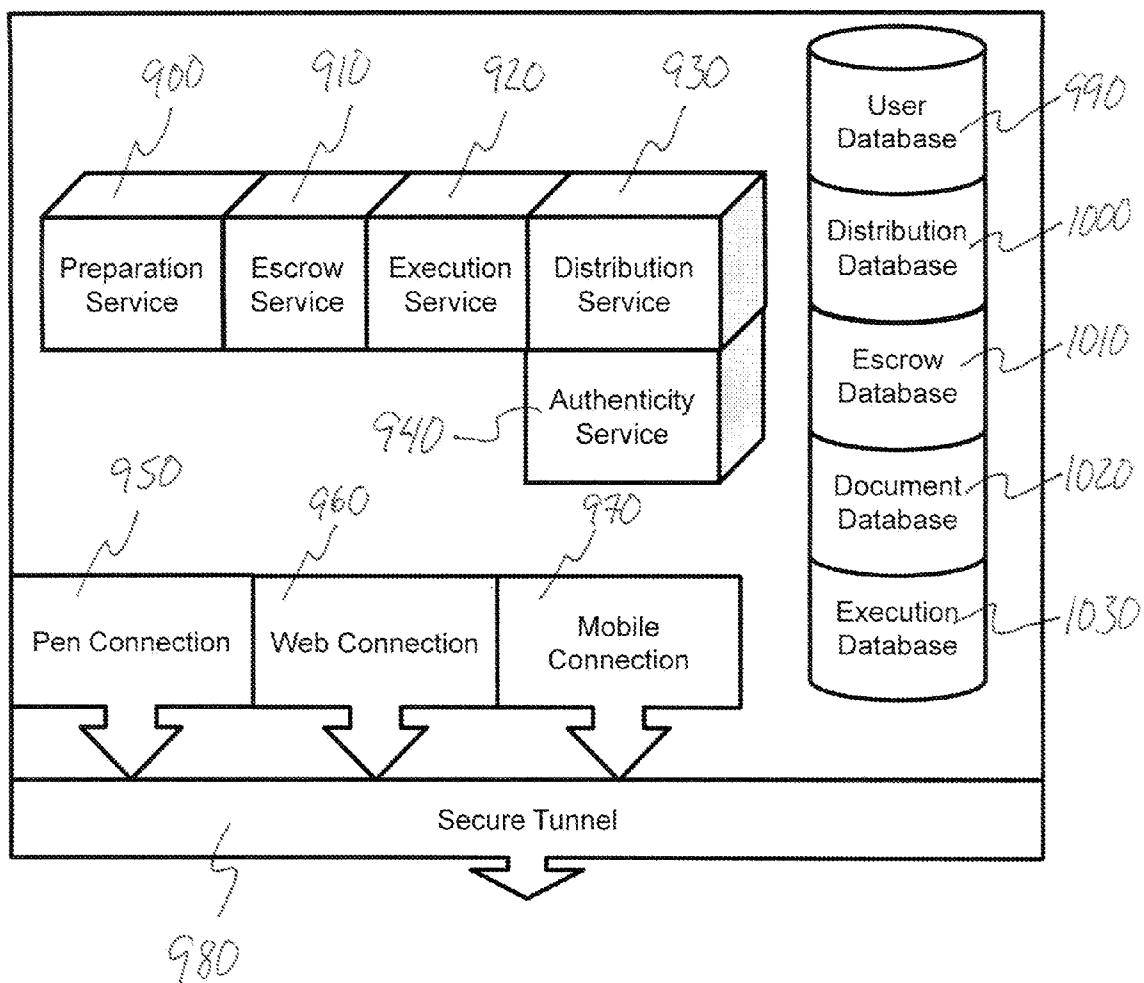 900
910
920
930
User
Database
990
Preparation
Service
Escrow
Service
Execution
Service
Distribution
Service
Distribution
Database
1000
Authenticity
Service
940
Escrow
Database
1010
950
960
970
Document
Database
1020
Pen Connection
Web Connection
Mobile
Connection
Execution
Database
1030
Secure Tunnel
980